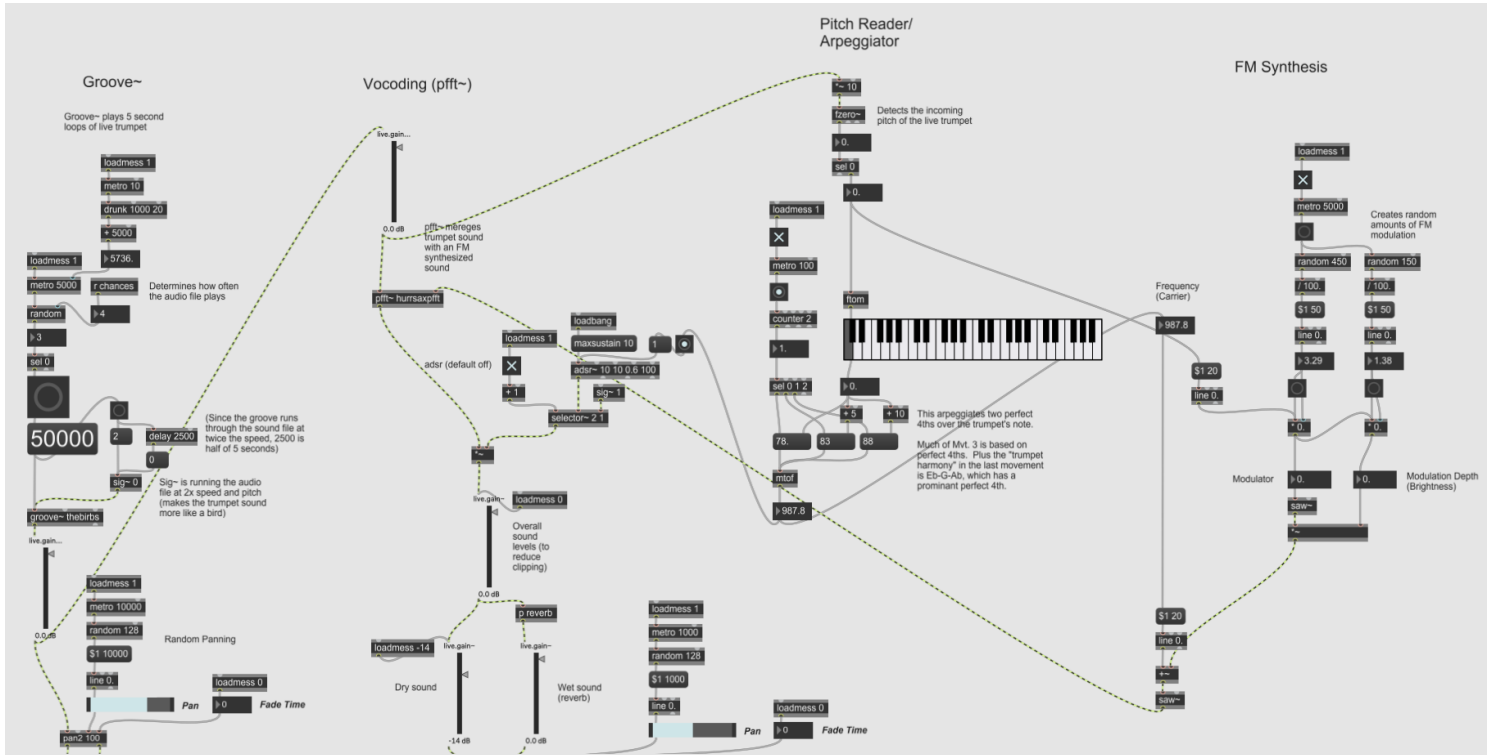 Pitch Reader/
Arpeggiator
Groove~
Vocoding (pfft~)
FM Synthesis
Groove~ plays 5 second
loops of live trumpet
loadmess 1
metro 10
drunk 1000 20
+ 5000
5736.
loadmess 1
metro 5000
r chances
Determines how often
the audio file plays
random
4
3
sel 0
50000
2
delay 2500
0
(Since the groove runs
through the sound file at
twice the speed, 2500 is
half of 5 seconds)
sig~ 0
Sig~ is running the audio
file at 2x speed and pitch
(makes the trumpet sound
more like a bird)
groove~ thebirbs
live.gain...
0.0 dB
loadmess 1
metro 10000
random 128
Random Panning
$1 10000
line 0.
loadmess 0
Pan
0
Fade Time
pan2 100
live.gain...
0.0 dB
pfft~ mereges
trumpet sound
with an FM
synthesized
sound
pfft~ hurrsaxpfft
loadbang
loadmess 1
maxsustain 10
1
adsr (default off)
adsr~ 10 10 0.6 100
+ 1
sig~ 1
selector~ 2 1
*~
live.gain~
loadmess 0
Overall
sound
levels (to
reduce
clipping)
0.0 dB
p reverb
loadmess -14
live.gain~
live.gain~
Dry sound
Wet sound
(reverb)
-14 dB
0.0 dB
loadmess 1
metro 1000
random 128
$1 1000
line 0.
loadmess 0
Pan
0
Fade Time
*~ 10
fzero~
Detects the incoming
pitch of the live trumpet
0.
sel 0
0.
loadmess 1
metro 100
ftom
counter 2
1.
sel 0 1 2
0.
+ 5
+ 10
78.
83
88
This arpeggiates two perfect
4ths over the trumpet's note.
Much of Mvt. 3 is based on
perfect 4ths. Plus the "trumpet
harmony" in the last movement
is Eb-G-Ab, which has a
prominant perfect 4th.
mtof
987.8
loadmess 1
metro 5000
Creates random
amounts of FM
modulation
random 450
random 150
/ 100.
/ 100.
Frequency
(Carrier)
$1 50
$1 50
987.8
line 0.
line 0.
3.29
1.38
$1 20
line 0.
* 0.
* 0.
Modulator
0.
0.
Modulation Depth
(Brightness)
saw~
*~
$1 20
line 0.
+~
saw~